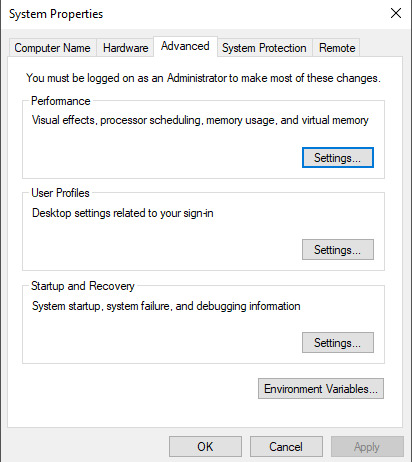 System Properties
Computer Name Hardware Advanced System Protection Remote
You must be logged on as an Administrator to make most of these changes.
Performance
Visual effects, processor scheduling, memory usage, and virtual memory
Settings...
User Profiles
Desktop settings related to your sign-in
Settings...
Startup and Recovery
System startup, system failure, and debugging information
Settings...
Environment Variables...
OK Cancel Apply